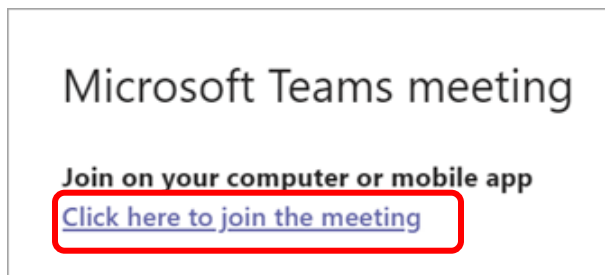 Microsoft Teams meeting
Join on your computer or mobile app
Click here to join the meeting